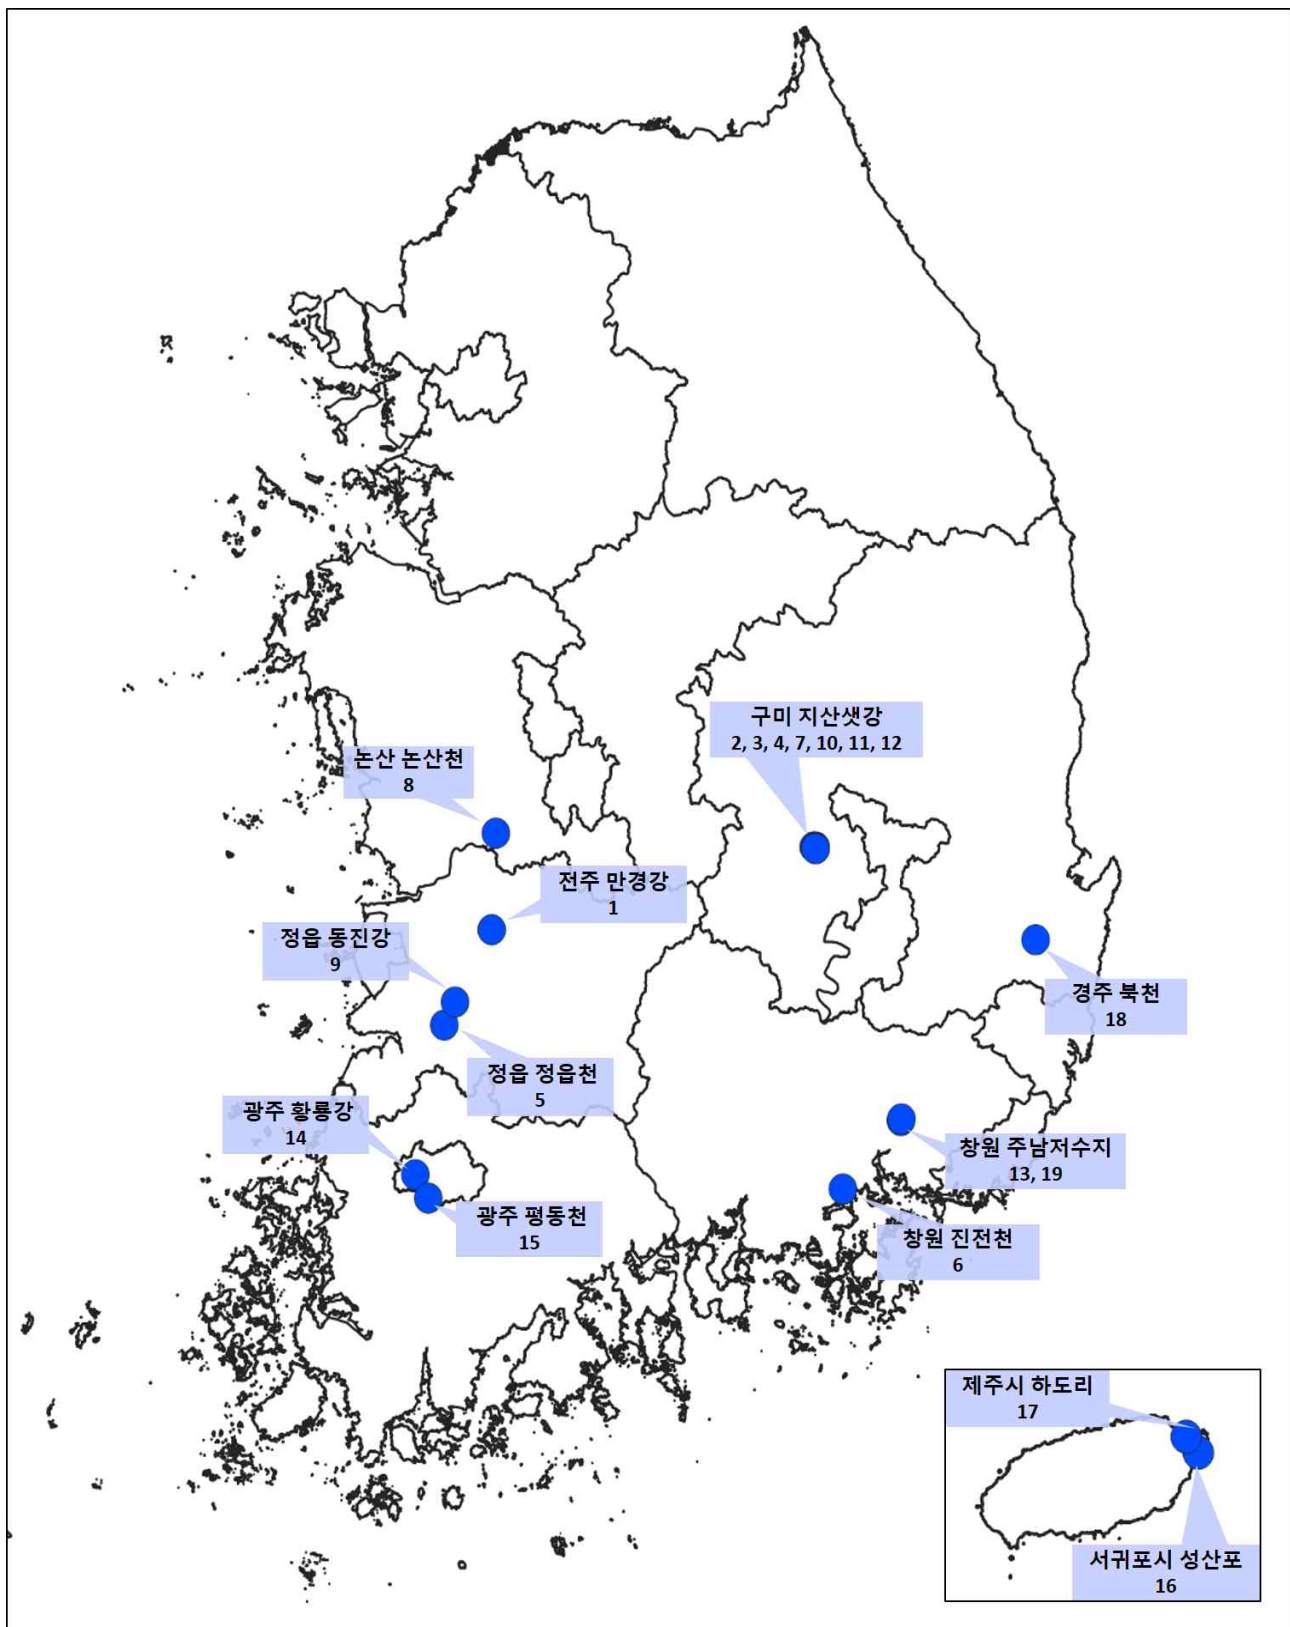 구미 지산샛강
2, 3, 4, 7, 10, 11, 12
논산 논산천
8
전주 만경강
1
정읍 동진강
9
경주 북천
18
정읍 정읍천
5
광주 황룡강
14
창원 주남저수지
13, 19
광주 평동천
15
창원 진전천
6
제주시 하도리
17
서귀포시 성산포
16